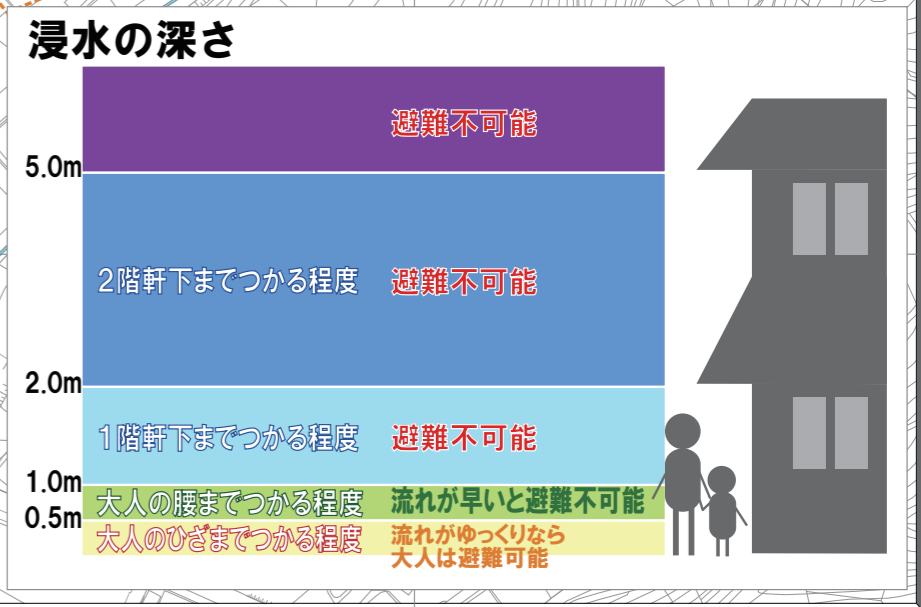 浸水の深さ
避難不可能
5.0m
2階軒下までつかる程度 避難不可能
2.0m
1階軒下までつかる程度 避難不可能
1.0m
大人の腰までつかる程度 流れが早いと避難不可能
0.5m
大人のひざまでつかる程度 流れがゆっくりなら
大人は避難可能